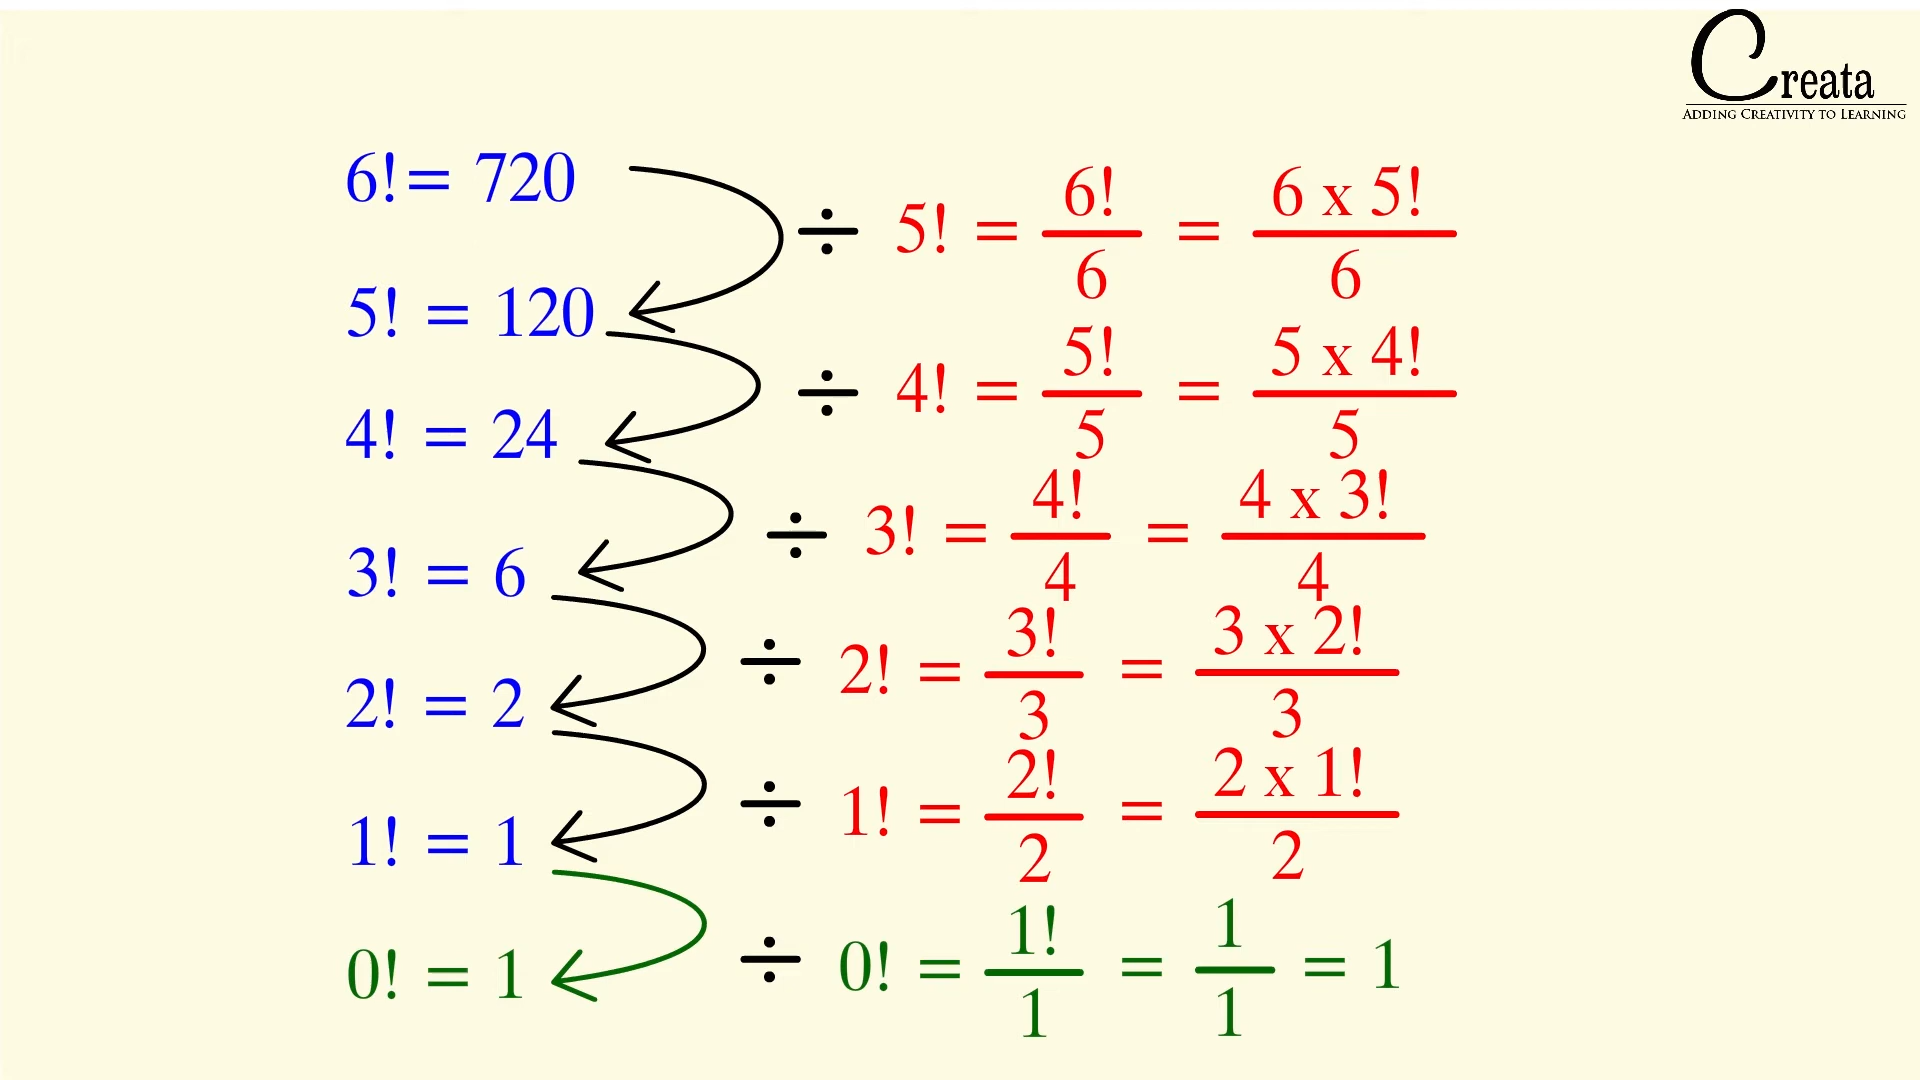 Creata
ADDING CREATIVITY TO LEARNING
6! = 720
÷ 5! = 6!/6 = 6 x 5!/6
5! = 120
÷ 4! = 5!/5 = 5 x 4!/5
4! = 24
÷ 3! = 4!/4 = 4 x 3!/4
3! = 6
÷ 2! = 3!/3 = 3 x 2!/3
2! = 2
÷ 1! = 2!/2 = 2 x 1!/2
1! = 1
÷ 0! = 1!/1 = 1/1 = 1
0! = 1